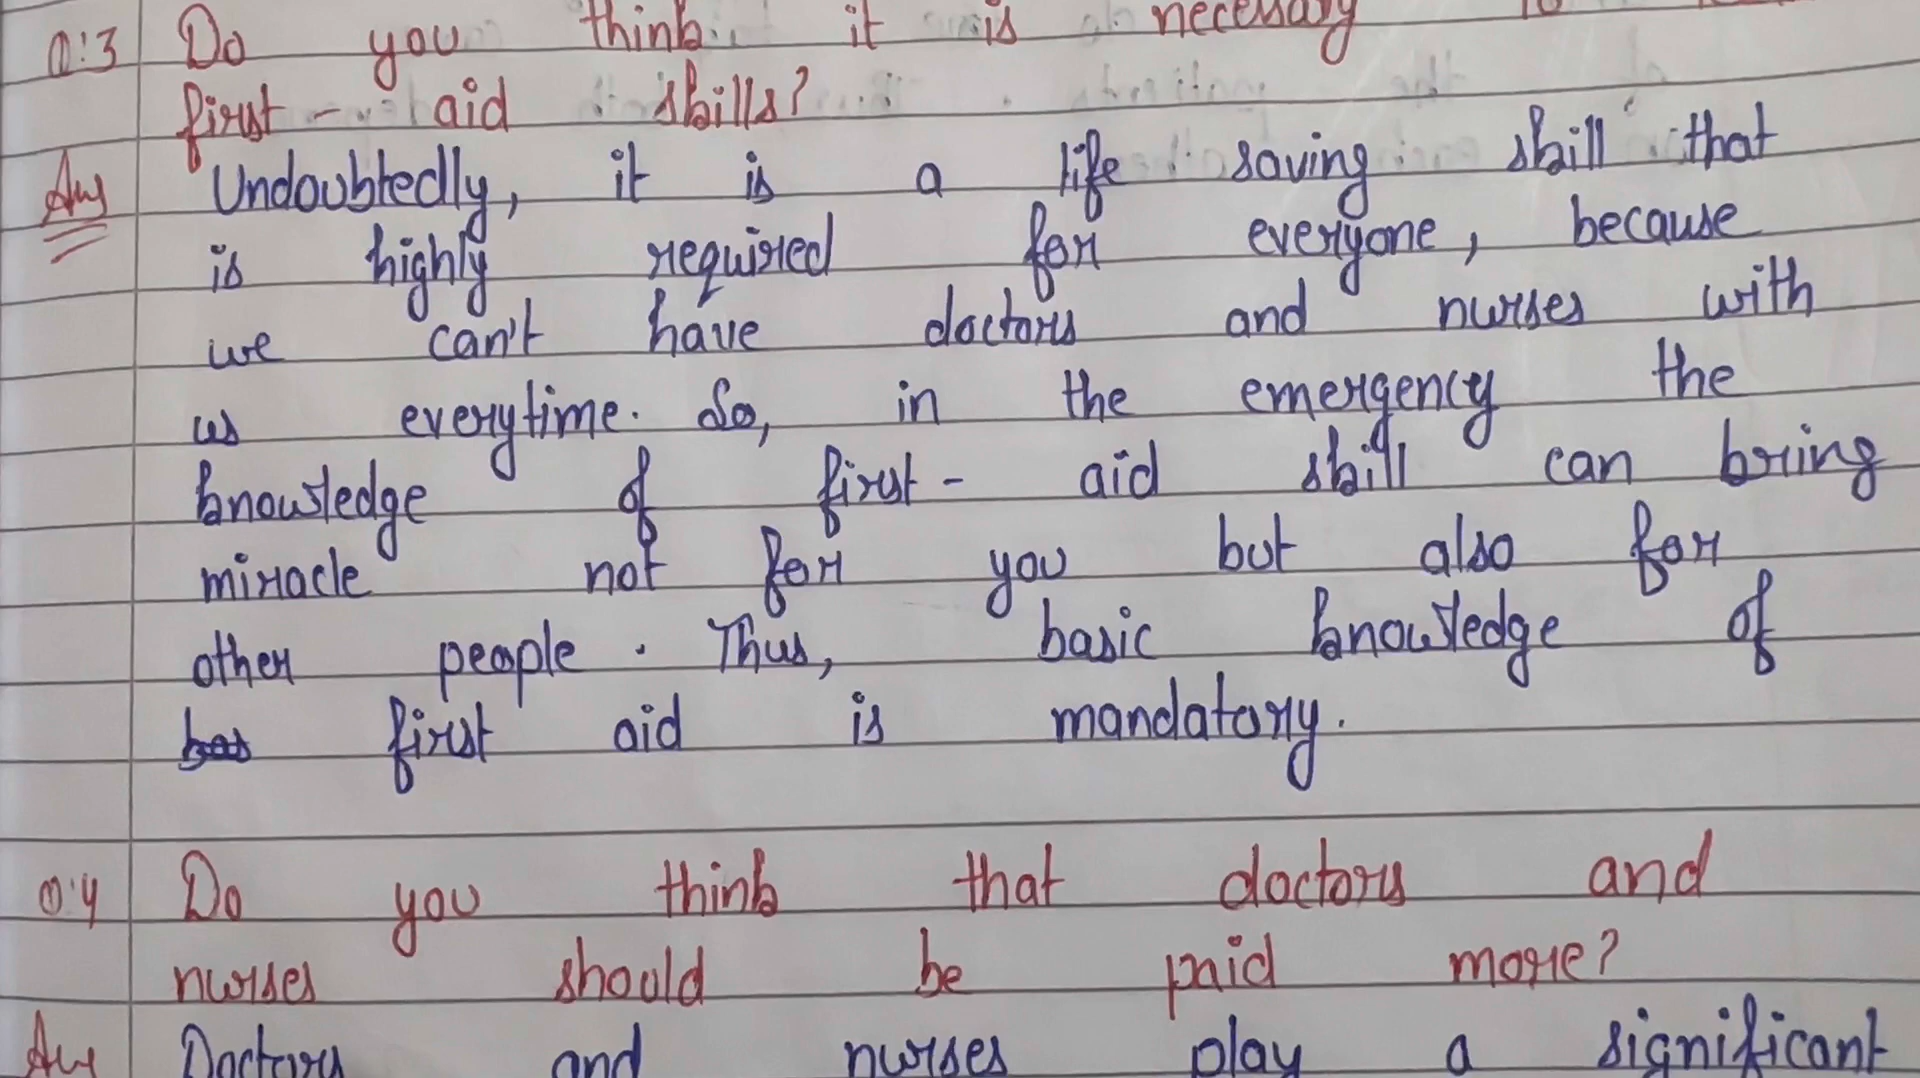 Q:3 Do you think it is necessary to
first- aid skills?
Ans Undoubtedly, it is a life saving skill that
is highly required for everyone, because
we can't have doctors and nurses with
us everytime. So, in the emergency the
knowledge of first- aid skill can bring
miracle not for you but also for
other people. Thus, basic knowledge of
first aid is mandatory.
Q:4 Do you think that doctors and
nurses should be paid more?
Ans Doctors and nurses play a significant